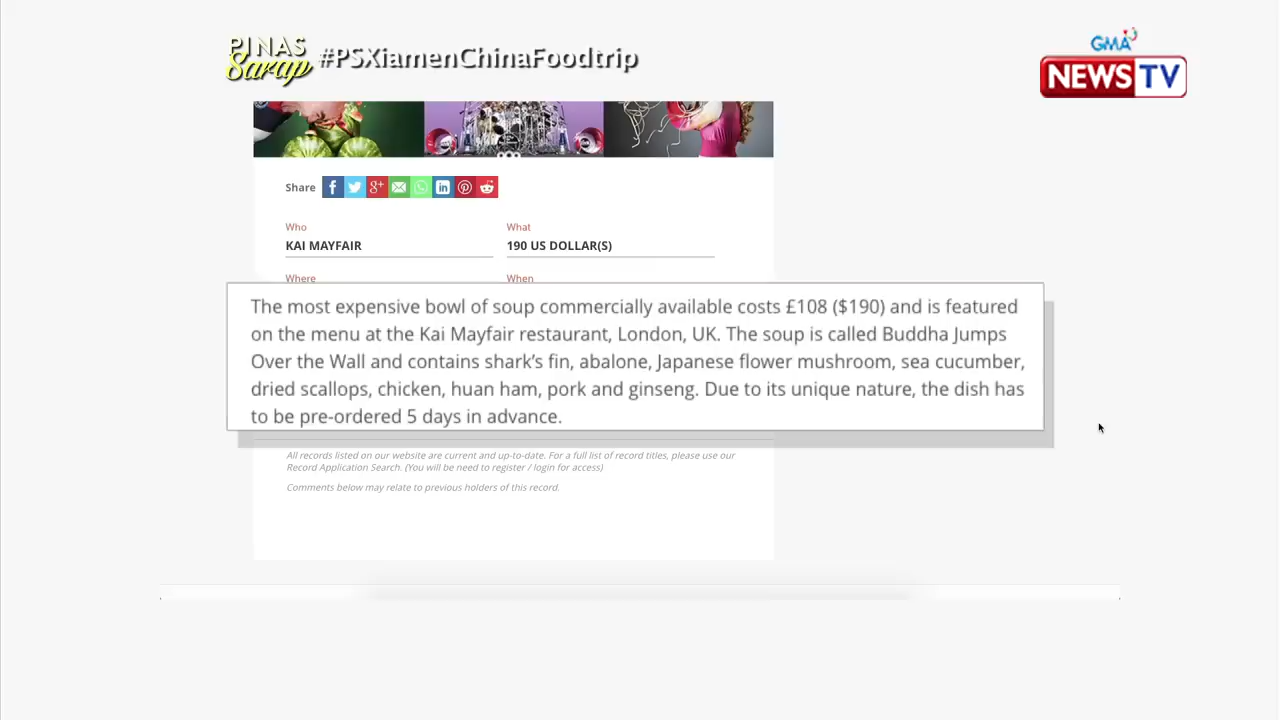 PINAS
Sarap
#PSXiamenChinaFoodtrip
GMA
NEWS TV
Share
Who
What
KAI MAYFAIR
190 US DOLLAR(S)
Where
When
The most expensive bowl of soup commercially available costs £108 ($190) and is featured
on the menu at the Kai Mayfair restaurant, London, UK. The soup is called Buddha Jumps
Over the Wall and contains shark’s fin, abalone, Japanese flower mushroom, sea cucumber,
dried scallops, chicken, huan ham, pork and ginseng. Due to its unique nature, the dish has
to be pre-ordered 5 days in advance.
All records listed on our website are current and up-to-date. For a full list of record titles, please use our
Record Application Search. (You will be need to register / login for access)
Comments below may relate to previous holders of this record.